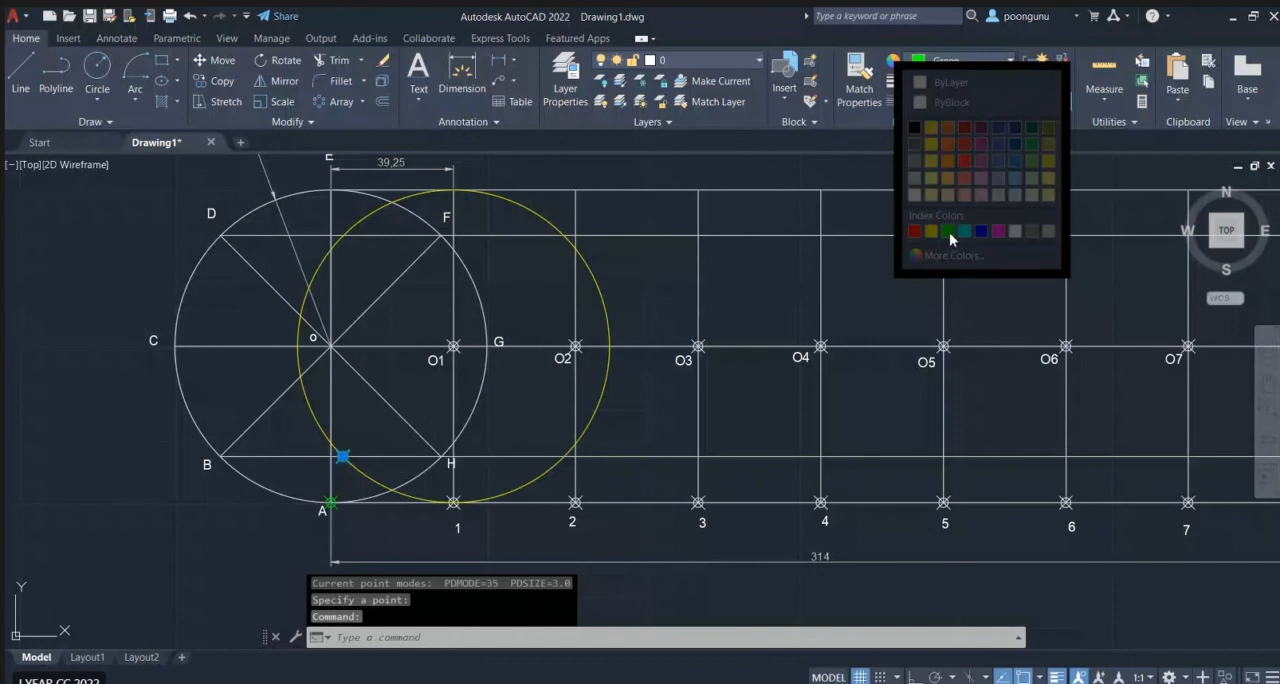 Share
Autodesk AutoCAD 2022 Drawing1.dwg
Type a keyword or phrase
poongunu
Home Insert Annotate Parametric View Manage Output Add-ins Collaborate Express Tools Featured Apps
Line Polyline Circle Arc
Move Rotate Trim
Copy Mirror Fillet
Stretch Scale Array
Text Dimension
Table
Layer Properties
0
Make Current
Match Layer
Insert
Match Properties
Green
Measure
Paste
Base
Draw Modify Annotation Layers Block Utilities Clipboard View
ByLayer
ByBlock
Index Colors
More Colors...
Start Drawing1*
[−][Top][2D Wireframe]
E
39,25
D
F
N
W TOP E
S
WCS
C
o
G
O1 O2 O3 O4 O5 O6 O7
B
H
A
1 2 3 4 5 6 7
314
Current point modes: PDMODE=35 PDSIZE=3.0
Specify a point:
Command:
Type a command
Y
X
Model Layout1 Layout2
I YEAR CC 2022
MODEL
1:1